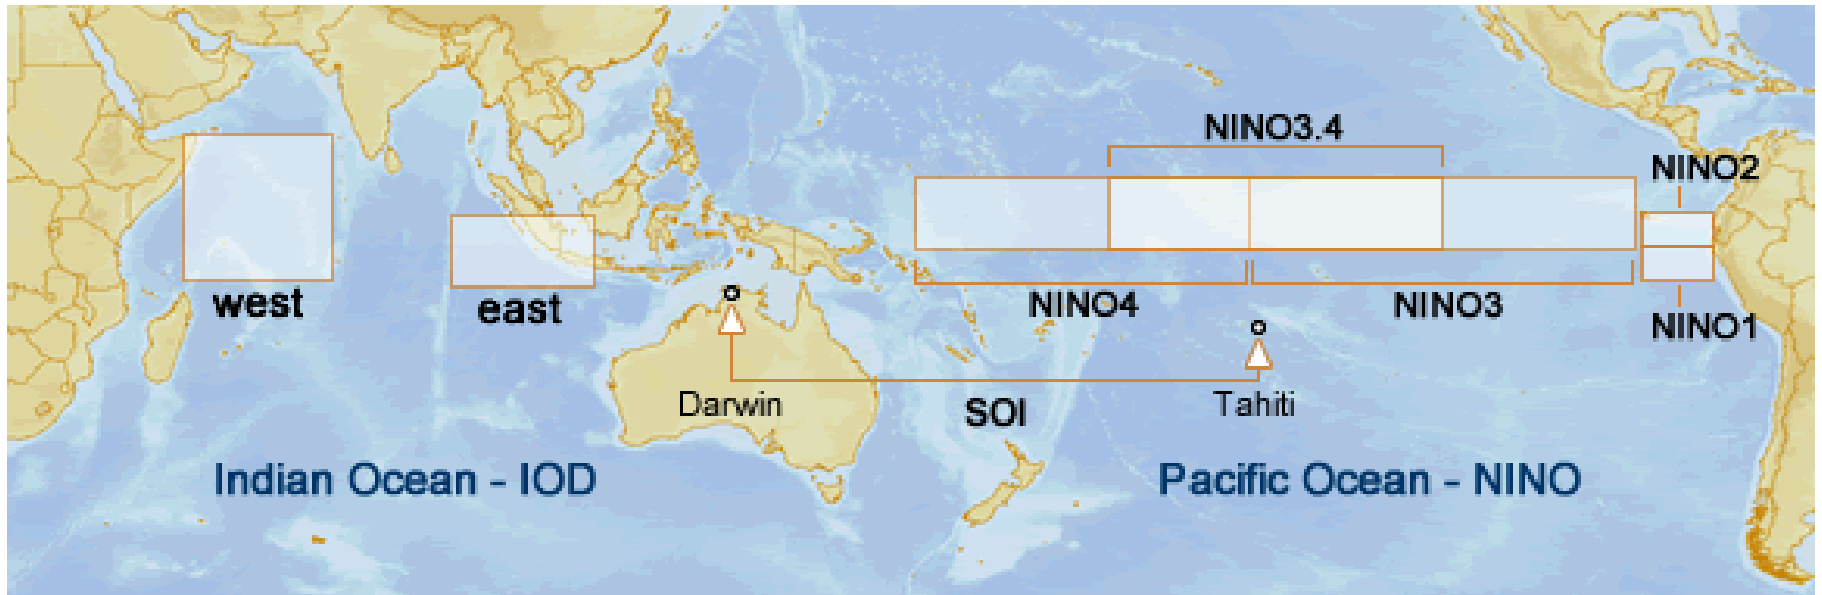 NINO3.4
NINO2
west
east
NINO4
NINO3
NINO1
Darwin
SOI
Tahiti
Indian Ocean - IOD
Pacific Ocean - NINO